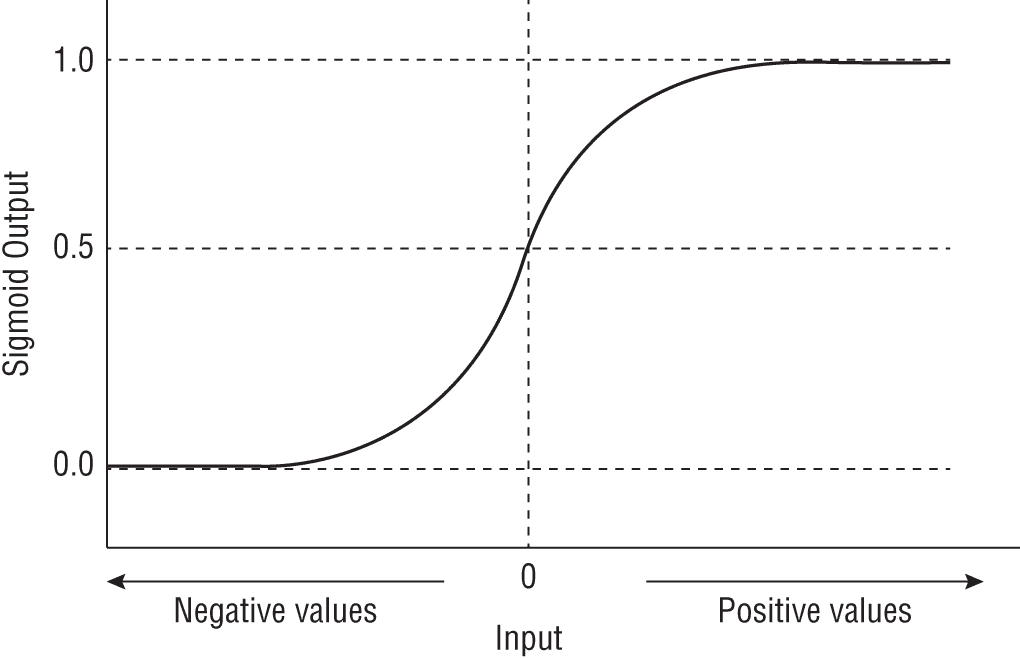 1.0
0.5
0.0
Sigmoid Output
0
Negative values
Positive values
Input